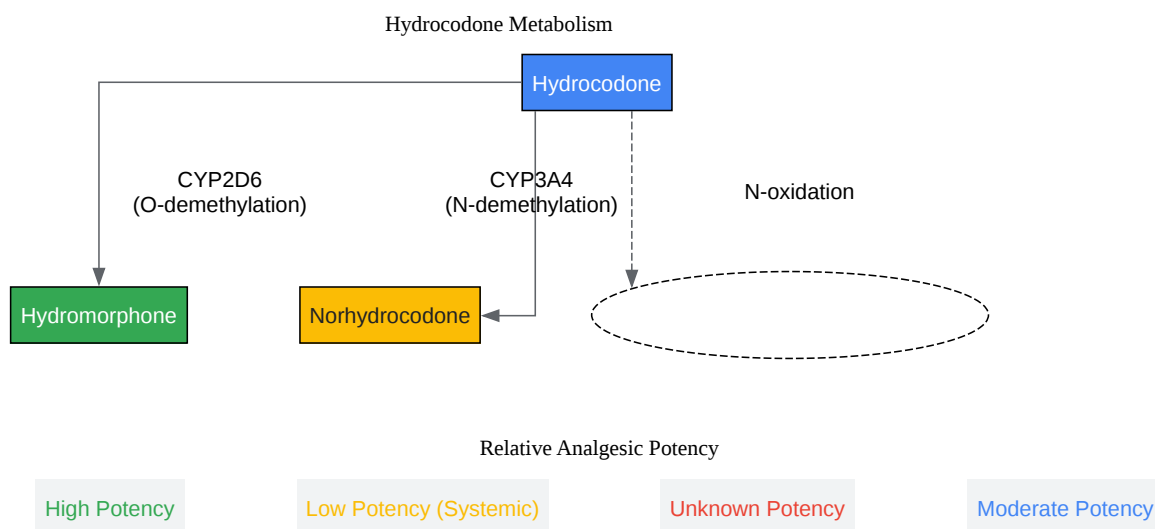 Hydrocodone Metabolism
Hydrocodone
CYP2D6
(O-demethylation)
CYP3A4
(N-demethylation)
N-oxidation
Hydromorphone
Norhydrocodone
Relative Analgesic Potency
High Potency
Low Potency (Systemic)
Unknown Potency
Moderate Potency